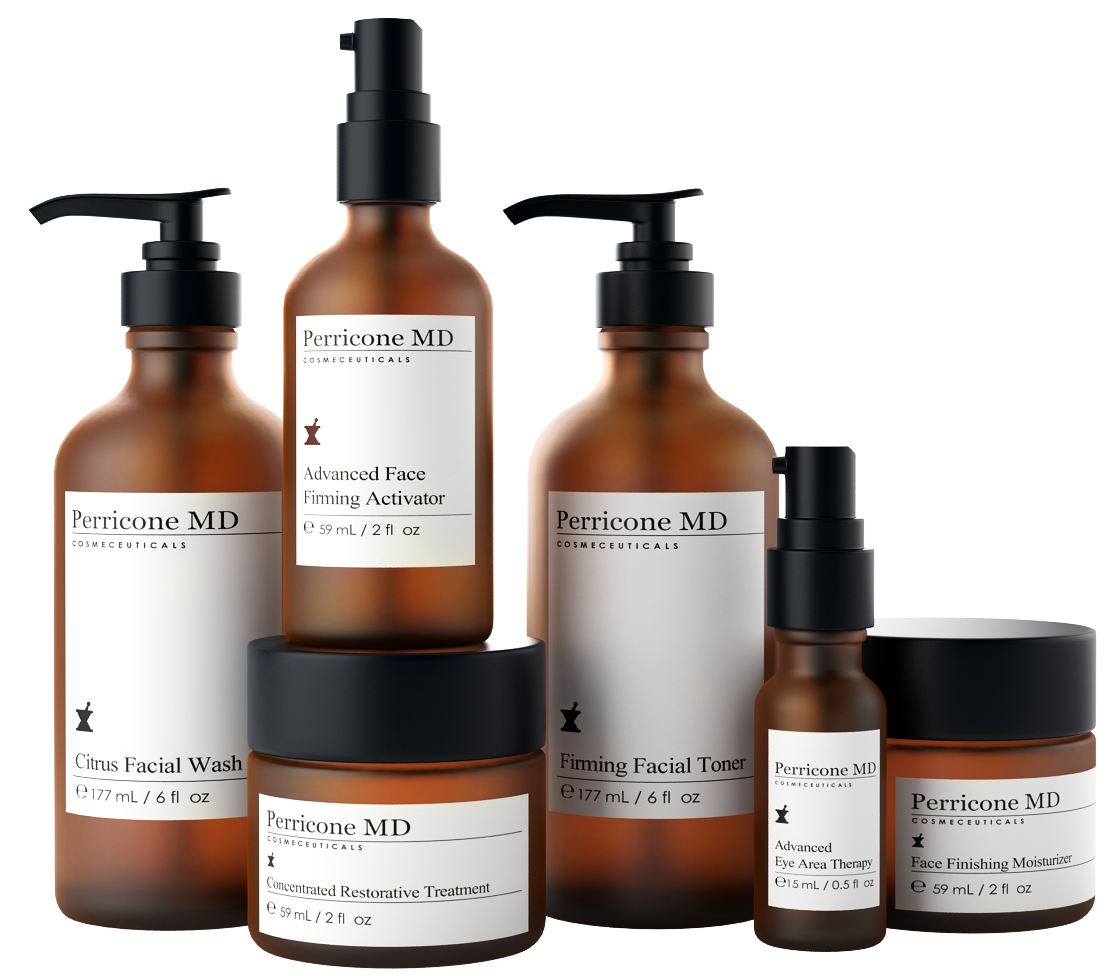 Perricone MD
COSMECEUTICALS
Advanced Face
Firming Activator
℮ 59 mL / 2 fl oz
Perricone MD
COSMECEUTICALS
Citrus Facial Wash
℮ 177 mL / 6 fl oz
Perricone MD
COSMECEUTICALS
Concentrated Restorative Treatment
℮ 59 mL / 2 fl oz
Perricone MD
COSMECEUTICALS
Firming Facial Toner
℮ 177 mL / 6 fl oz
Perricone MD
COSMECEUTICALS
Advanced
Eye Area Therapy
℮15 mL / 0.5 fl oz
Perricone MD
COSMECEUTICALS
Face Finishing Moisturizer
℮ 59 mL / 2 fl oz